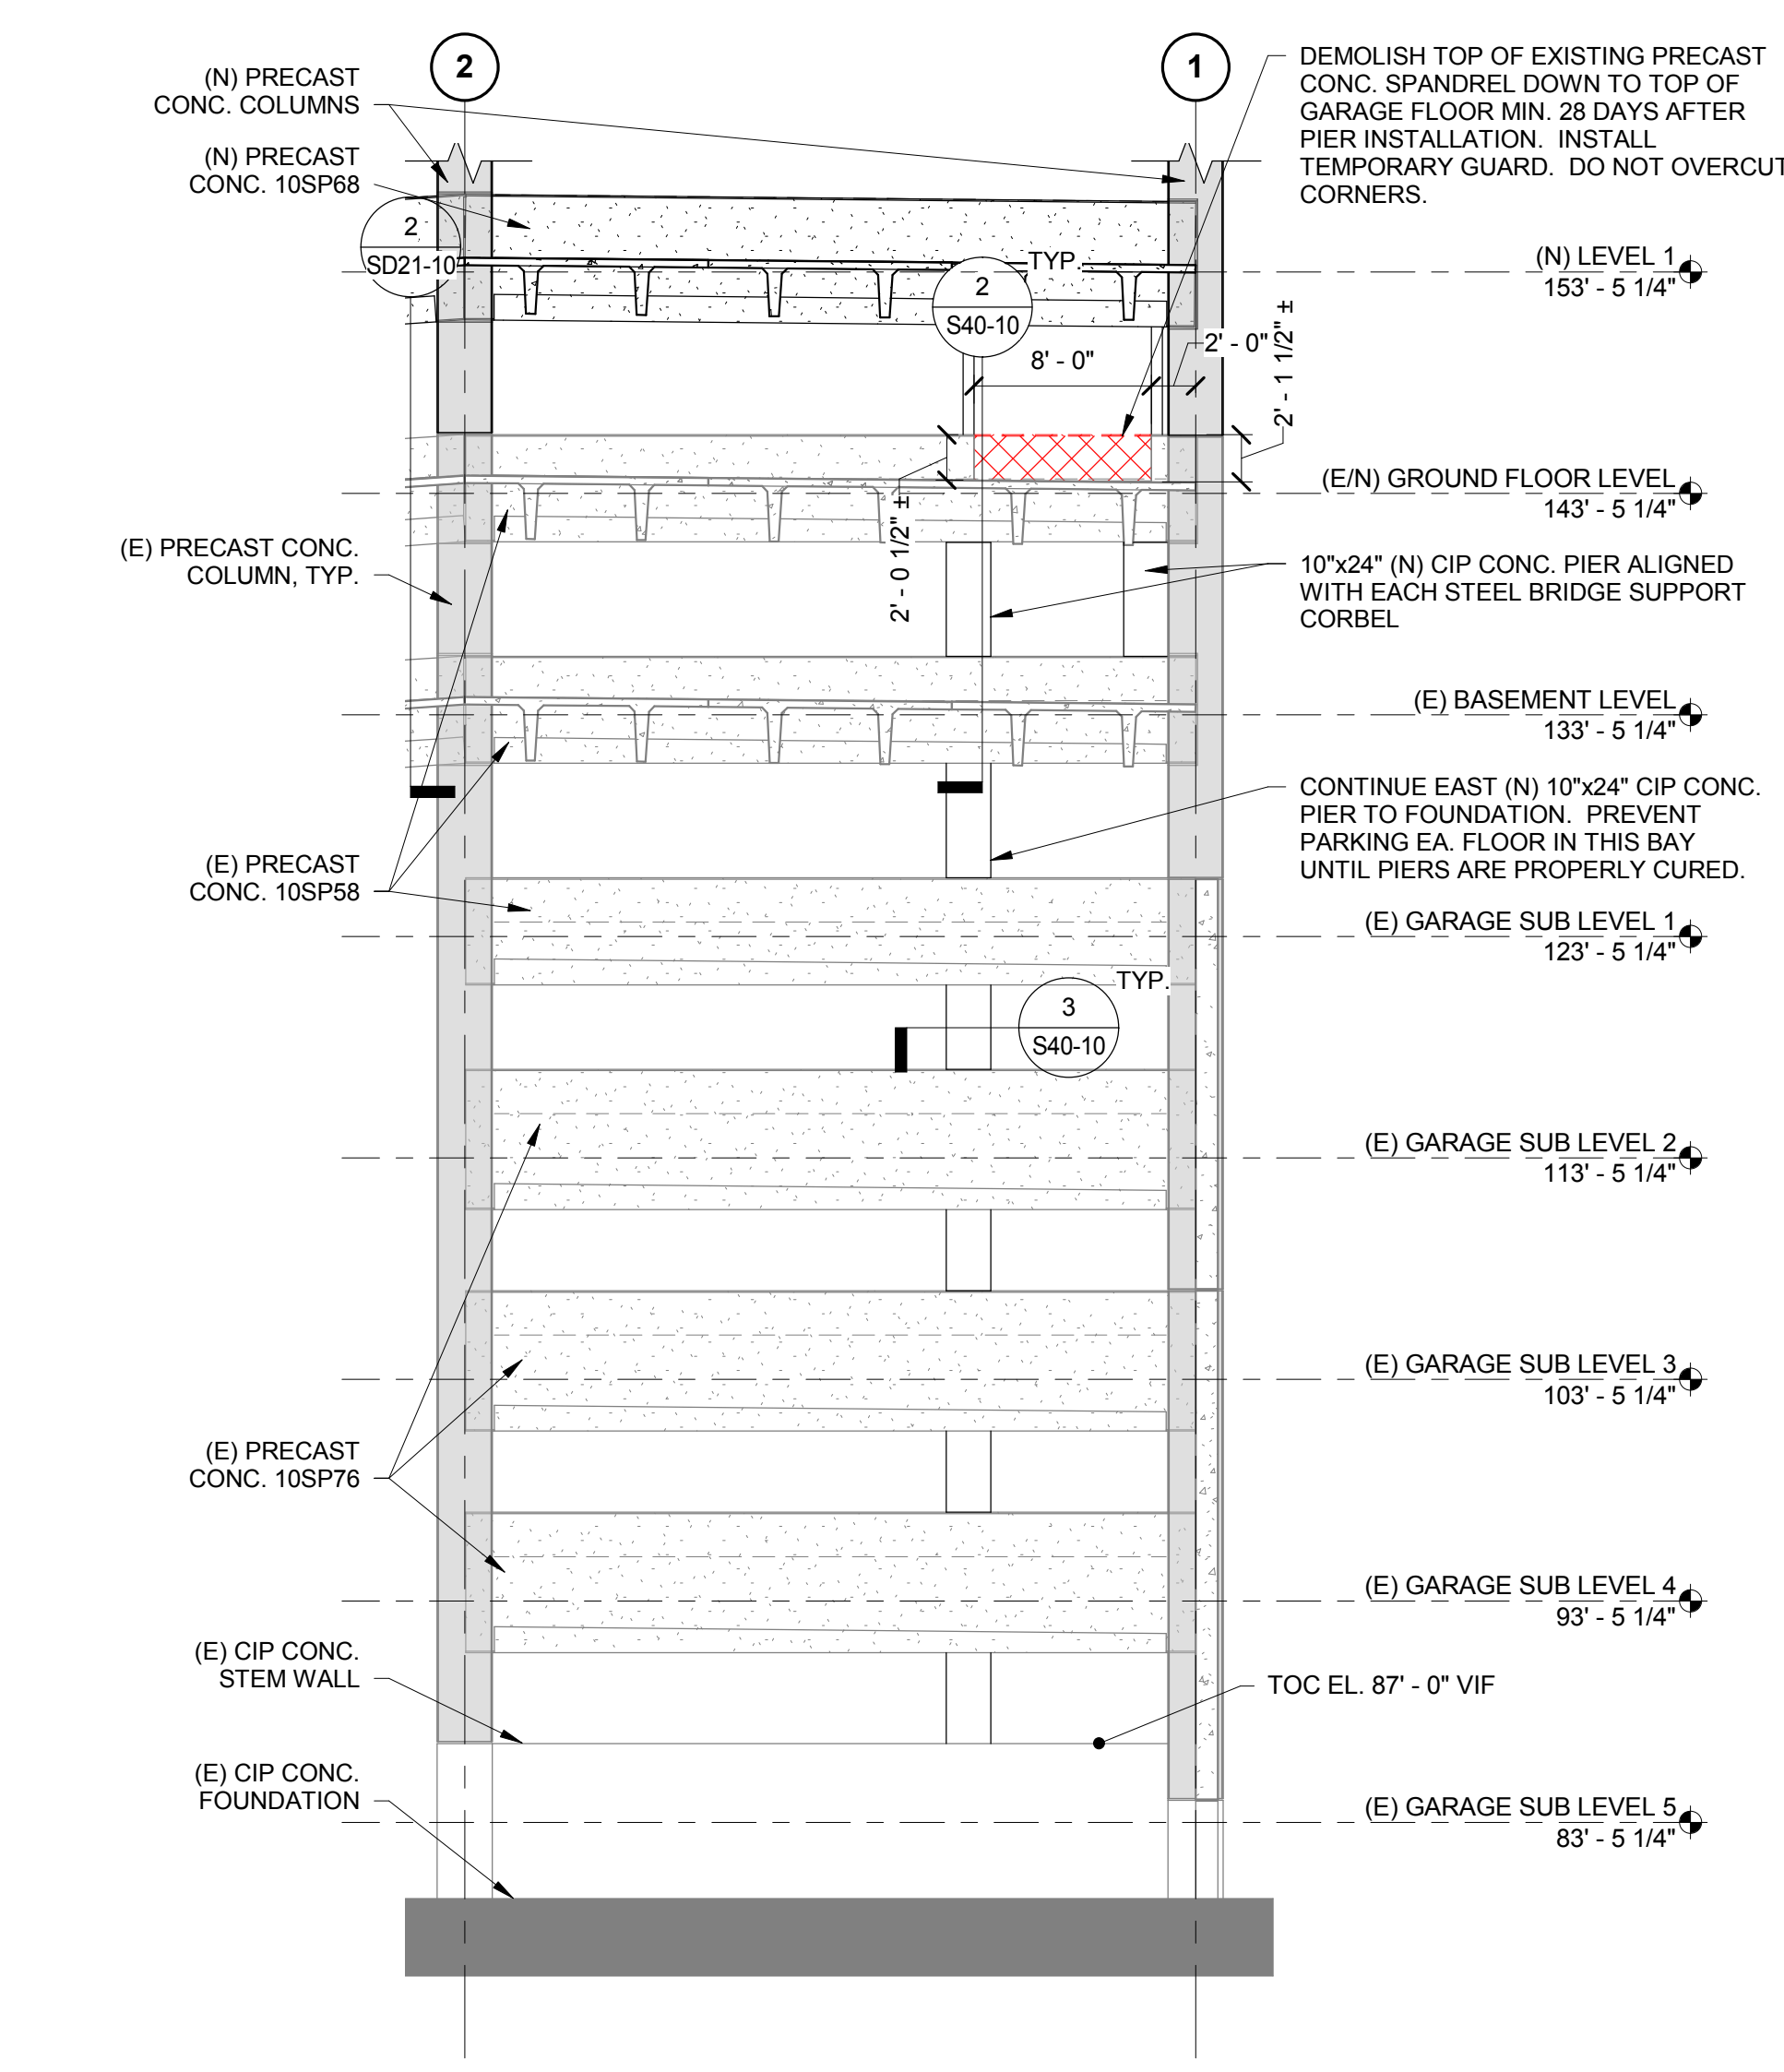 2
1
(N) PRECAST
CONC. COLUMNS
(N) PRECAST
CONC. 10SP68
DEMOLISH TOP OF EXISTING PRECAST
CONC. SPANDREL DOWN TO TOP OF
GARAGE FLOOR MIN. 28 DAYS AFTER
PIER INSTALLATION. INSTALL
TEMPORARY GUARD. DO NOT OVERCUT
CORNERS.
2
SD21-10
TYP.
2
S40-10
(N) LEVEL 1
153' - 5 1/4"
8' - 0"
2' - 0"
2' - 1 1/2" ±
2' - 0 1/2" ±
(E/N) GROUND FLOOR LEVEL
143' - 5 1/4"
(E) PRECAST CONC.
COLUMN, TYP.
10"x24" (N) CIP CONC. PIER ALIGNED
WITH EACH STEEL BRIDGE SUPPORT
CORBEL
(E) BASEMENT LEVEL
133' - 5 1/4"
CONTINUE EAST (N) 10"x24" CIP CONC.
PIER TO FOUNDATION. PREVENT
PARKING EA. FLOOR IN THIS BAY
UNTIL PIERS ARE PROPERLY CURED.
(E) PRECAST
CONC. 10SP58
(E) GARAGE SUB LEVEL 1
123' - 5 1/4"
TYP.
3
S40-10
(E) GARAGE SUB LEVEL 2
113' - 5 1/4"
(E) GARAGE SUB LEVEL 3
103' - 5 1/4"
(E) PRECAST
CONC. 10SP76
(E) GARAGE SUB LEVEL 4
93' - 5 1/4"
(E) CIP CONC.
STEM WALL
TOC EL. 87' - 0" VIF
(E) CIP CONC.
FOUNDATION
(E) GARAGE SUB LEVEL 5
83' - 5 1/4"